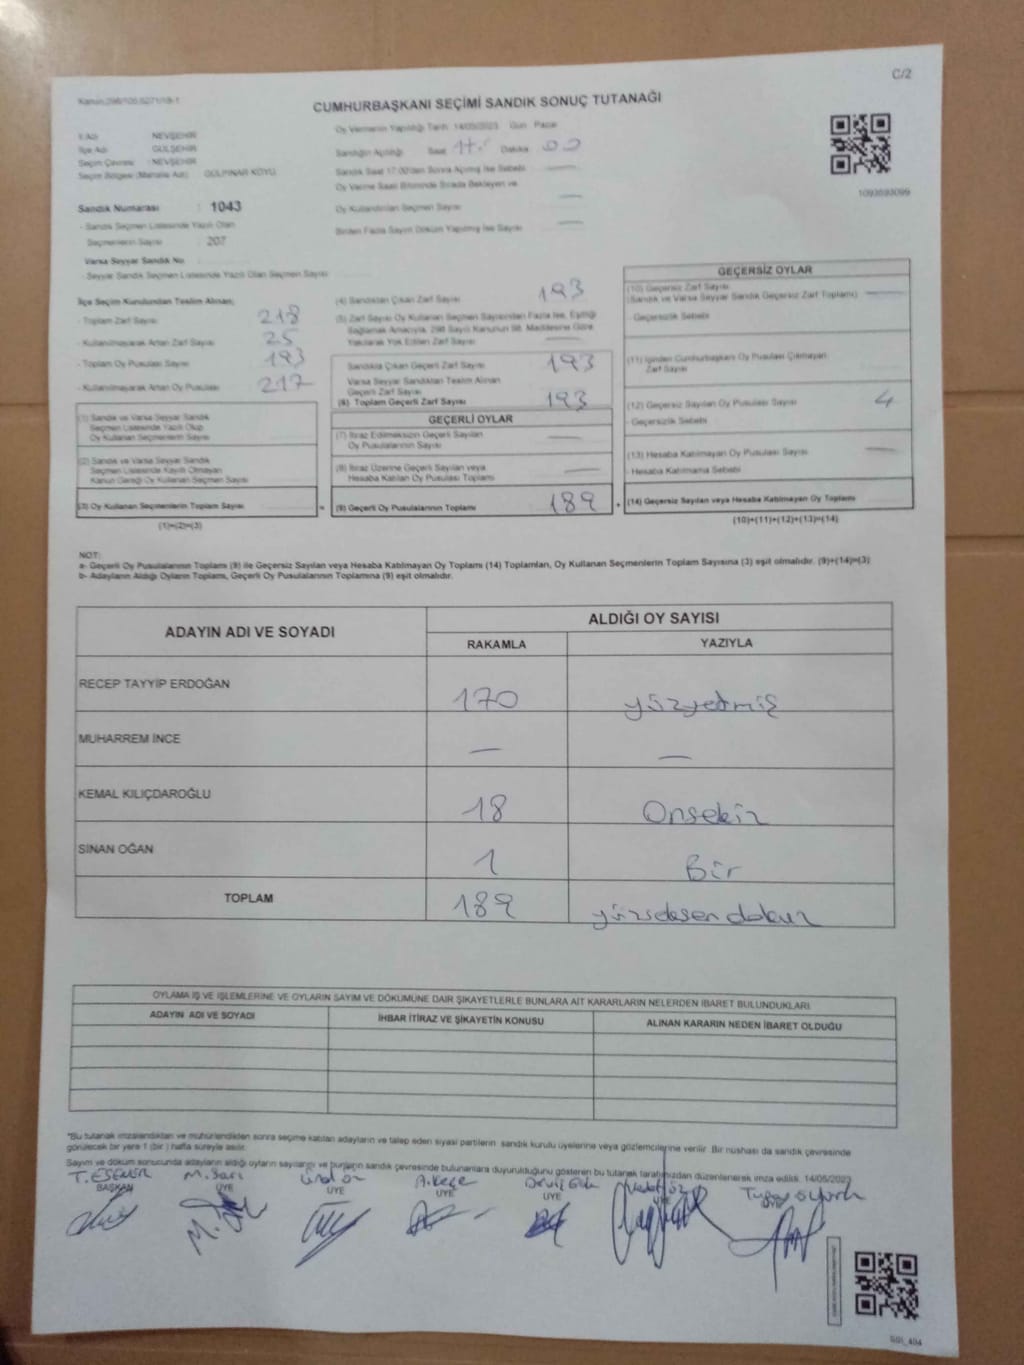 C/2
Kanun:298/105,6271/18-1
CUMHURBAŞKANI SEÇİMİ SANDIK SONUÇ TUTANAĞI
İl Adı : NEVŞEHİR
İlçe Adı : GÜLŞEHİR
Seçim Çevresi : NEVŞEHİR
Seçim Bölgesi (Mahalle Adı) : GÜLPINAR KÖYÜ
Sandık Numarası : 1043
- Sandık Seçmen Listesinde Yazılı Olan
Seçmenlerin Sayısı : 207
Varsa Seyyar Sandık No
- Seyyar Sandık Seçmen Listesinde Yazılı Olan Seçmen Sayısı
Oy Vermenin Yapıldığı Tarih: 14/05/2023 Gün: Pazar
Sandığın Açıldığı Saat Dakika 00
Sandık Saat 17.00'den Sonra Açılmış İse Sebebi
Oy Verme Saati Bitiminde Sırada Bekleyen ve
Oy Kullandırılan Seçmen Sayısı
Birden Fazla Sayım Döküm Yapılmış İse Sayısı
1093593099
İlçe Seçim Kurulundan Teslim Alınan;
- Toplam Zarf Sayısı 218
- Kullanılmayarak Artan Zarf Sayısı 25
- Toplam Oy Pusulası Sayısı 193
- Kullanılmayarak Artan Oy Pusulası 217
(1) Sandık ve Varsa Seyyar Sandık
Seçmen Listesinde Yazılı Olup
Oy Kullanan Seçmenlerin Sayısı
(2) Sandık ve Varsa Seyyar Sandık
Seçmen Listesinde Kayıtlı Olmayan
Kanun Gereği Oy Kullanan Seçmen Sayısı
(3) Oy Kullanan Seçmenlerin Toplam Sayısı
(1)+(2)=(3)
(4) Sandıktan Çıkan Zarf Sayısı 193
(5) Zarf Sayısı Oy Kullanan Seçmen Sayısından Fazla İse, Eşitliği
Sağlamak Amacıyla, 298 Sayılı Kanunun 98. Maddesine Göre
Yakılarak Yok Edilen Zarf Sayısı
Sandıkta Çıkan Geçerli Zarf Sayısı 193
Varsa Seyyar Sandıktan Teslim Alınan
Geçerli Zarf Sayısı
(6) Toplam Geçerli Zarf Sayısı 193
GEÇERLİ OYLAR
(7) İtiraz Edilmeksizin Geçerli Sayılan
Oy Pusulalarının Sayısı
(8) İtiraz Üzerine Geçerli Sayılan veya
Hesaba Katılan Oy Pusulası Toplamı
= (9) Geçerli Oy Pusulalarının Toplamı 189 +
GEÇERSİZ OYLAR
(10) Geçersiz Zarf Sayısı
(Sandık ve Varsa Seyyar Sandık Geçersiz Zarf Toplamı)
- Geçersizlik Sebebi
(11) İçinden Cumhurbaşkanı Oy Pusulası Çıkmayan
Zarf Sayısı
(12) Geçersiz Sayılan Oy Pusulası Sayısı 4
- Geçersizlik Sebebi
(13) Hesaba Katılmayan Oy Pusulası Sayısı
- Hesaba Katılmama Sebebi
(14) Geçersiz Sayılan veya Hesaba Katılmayan Oy Toplamı
(10)+(11)+(12)+(13)=(14)
NOT:
a- Geçerli Oy Pusulalarının Toplamı (9) ile Geçersiz Sayılan veya Hesaba Katılmayan Oy Toplamı (14) Toplamları, Oy Kullanan Seçmenlerin Toplam Sayısına (3) eşit olmalıdır. (9)+(14)=(3)
b- Adayların Aldığı Oyların Toplamı, Geçerli Oy Pusulalarının Toplamına (9) eşit olmalıdır.
ADAYIN ADI VE SOYADI
ALDIĞI OY SAYISI
RAKAMLA YAZIYLA
RECEP TAYYİP ERDOĞAN 170 yüzyetmiş
MUHARREM İNCE — —
KEMAL KILIÇDAROĞLU 18 Onsekiz
SİNAN OĞAN 1 Bir
TOPLAM 189 yüzseksen dokuz
OYLAMA İŞ VE İŞLEMLERİNE VE OYLARIN SAYIM VE DÖKÜMÜNE DAİR ŞİKAYETLERLE BUNLARA AİT KARARLARIN NELERDEN İBARET BULUNDUKLARI
ADAYIN ADI VE SOYADI İHBAR İTİRAZ VE ŞİKAYETİN KONUSU ALINAN KARARIN NEDEN İBARET OLDUĞU
*Bu tutanak imzalandıktan ve mühürlendikten sonra seçime katılan adayların ve talep eden siyasi partilerin sandık kurulu üyelerine veya gözlemcilerine verilir. Bir nüshası da sandık çevresinde
görülecek bir yere 1 (bir) hafta süreyle asılır.
Sayım ve döküm sonucunda adayların aldığı oyların sayılarını ve bunların sandık çevresinde bulunanlara duyurulduğunu gösteren bu tutanak tarafımızdan düzenlenerek imza edildi. 14/05/2023
T. ESENER M. Sarı Ünal A. Keçe
BAŞKAN ÜYE ÜYE ÜYE ÜYE